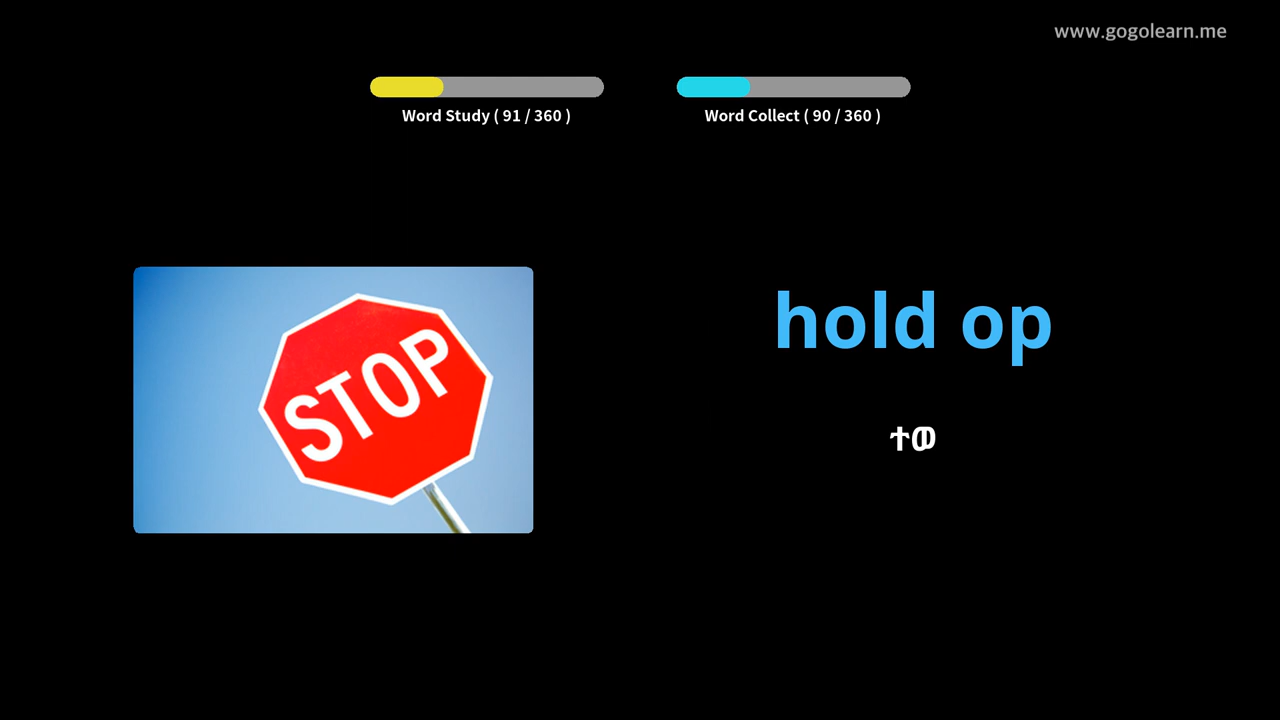 www.gogolearn.me
Word Study ( 91 / 360 )
Word Collect ( 90 / 360 )
STOP
hold op
ተወ